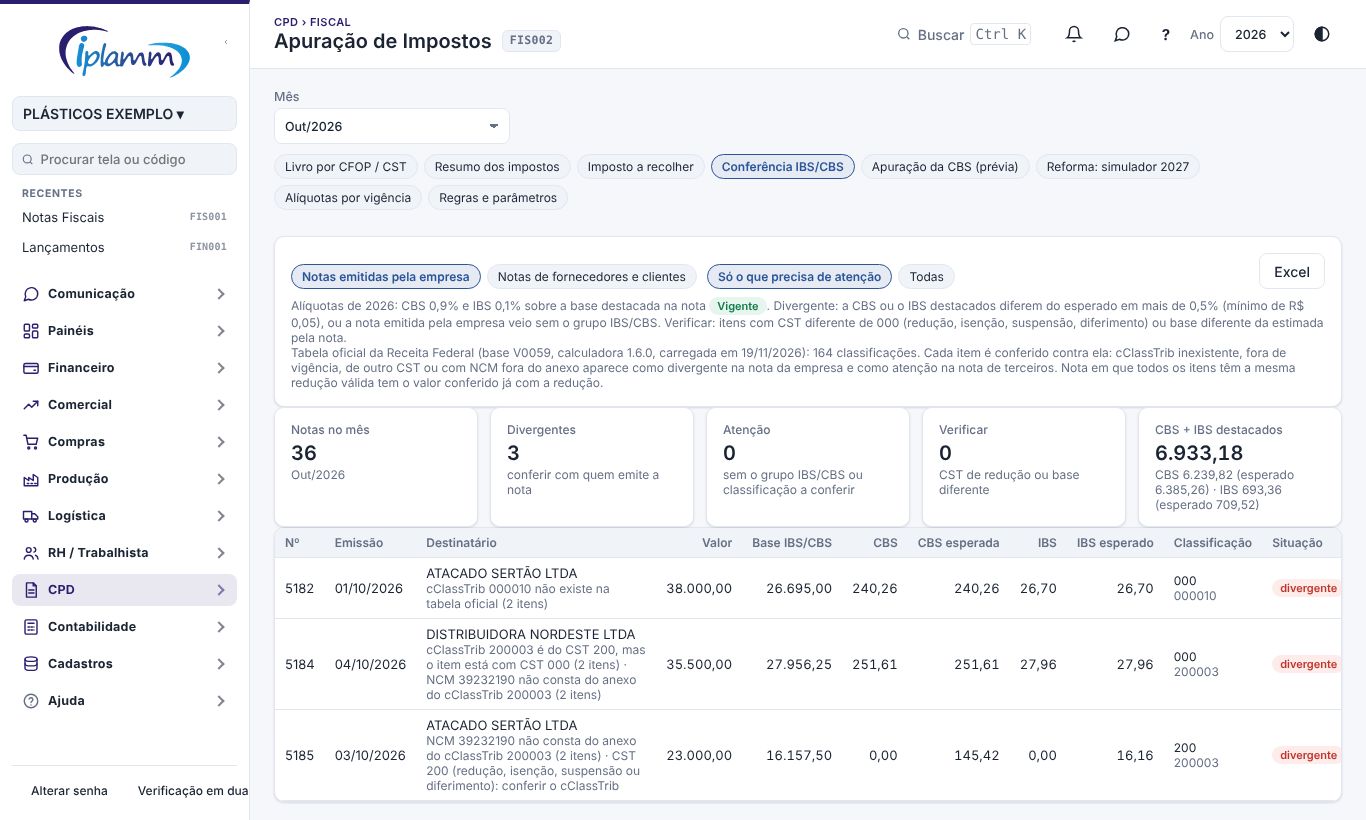 iplamm
‹
PLÁSTICOS EXEMPLO ▾
Procurar tela ou código
RECENTES
Notas Fiscais FIS001
Lançamentos FIN001
Comunicação
Painéis
Financeiro
Comercial
Compras
Produção
Logística
RH / Trabalhista
CPD
Contabilidade
Cadastros
Ajuda
Alterar senha Verificação em dua
CPD › FISCAL
Apuração de Impostos FIS002
Buscar Ctrl K
? Ano 2026
Mês
Out/2026
Livro por CFOP / CST Resumo dos impostos Imposto a recolher Conferência IBS/CBS Apuração da CBS (prévia) Reforma: simulador 2027
Alíquotas por vigência Regras e parâmetros
Notas emitidas pela empresa Notas de fornecedores e clientes Só o que precisa de atenção Todas Excel
Alíquotas de 2026: CBS 0,9% e IBS 0,1% sobre a base destacada na nota Vigente . Divergente: a CBS ou o IBS destacados diferem do esperado em mais de 0,5% (mínimo de R$
0,05), ou a nota emitida pela empresa veio sem o grupo IBS/CBS. Verificar: itens com CST diferente de 000 (redução, isenção, suspensão, diferimento) ou base diferente da estimada
pela nota.
Tabela oficial da Receita Federal (base V0059, calculadora 1.6.0, carregada em 19/11/2026): 164 classificações. Cada item é conferido contra ela: cClassTrib inexistente, fora de
vigência, de outro CST ou com NCM fora do anexo aparece como divergente na nota da empresa e como atenção na nota de terceiros. Nota em que todos os itens têm a mesma
redução válida tem o valor conferido já com a redução.
Notas no mês
36
Out/2026
Divergentes
3
conferir com quem emite a
nota
Atenção
0
sem o grupo IBS/CBS ou
classificação a conferir
Verificar
0
CST de redução ou base
diferente
CBS + IBS destacados
6.933,18
CBS 6.239,82 (esperado
6.385,26) · IBS 693,36
(esperado 709,52)
Nº Emissão Destinatário Valor Base IBS/CBS CBS CBS esperada IBS IBS esperado Classificação Situação
5182 01/10/2026 ATACADO SERTÃO LTDA
cClassTrib 000010 não existe na
tabela oficial (2 itens)
38.000,00 26.695,00 240,26 240,26 26,70 26,70 000
000010
divergente
5184 04/10/2026 DISTRIBUIDORA NORDESTE LTDA
cClassTrib 200003 é do CST 200, mas
o item está com CST 000 (2 itens) ·
NCM 39232190 não consta do anexo
do cClassTrib 200003 (2 itens)
35.500,00 27.956,25 251,61 251,61 27,96 27,96 000
200003
divergente
5185 03/10/2026 ATACADO SERTÃO LTDA
NCM 39232190 não consta do anexo
do cClassTrib 200003 (2 itens) · CST
200 (redução, isenção, suspensão ou
diferimento): conferir o cClassTrib
23.000,00 16.157,50 0,00 145,42 0,00 16,16 200
200003
divergente